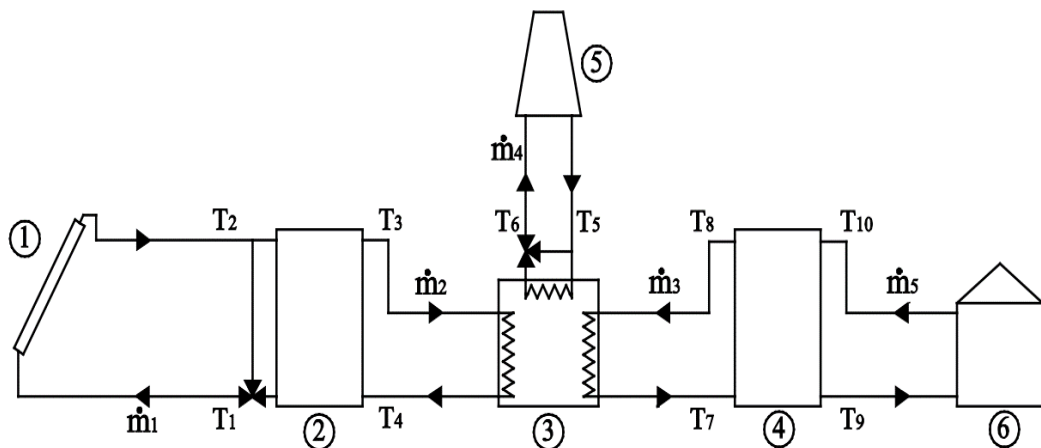 ⑤
ṁ₄
T₂ T₃ T₆ T₅ T₈ T₁₀
①
ṁ₂ ṁ₃ ṁ₅
ṁ₁ T₁ T₄ T₇ T₉
② ③ ④ ⑥